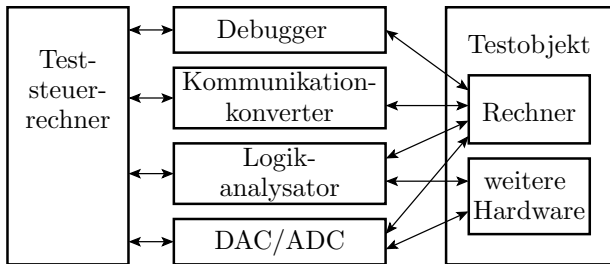 Test-
steuer-
rechner
Debugger
Kommunikation-
konverter
Logik-
analysator
DAC/ADC
Testobjekt
Rechner
weitere
Hardware